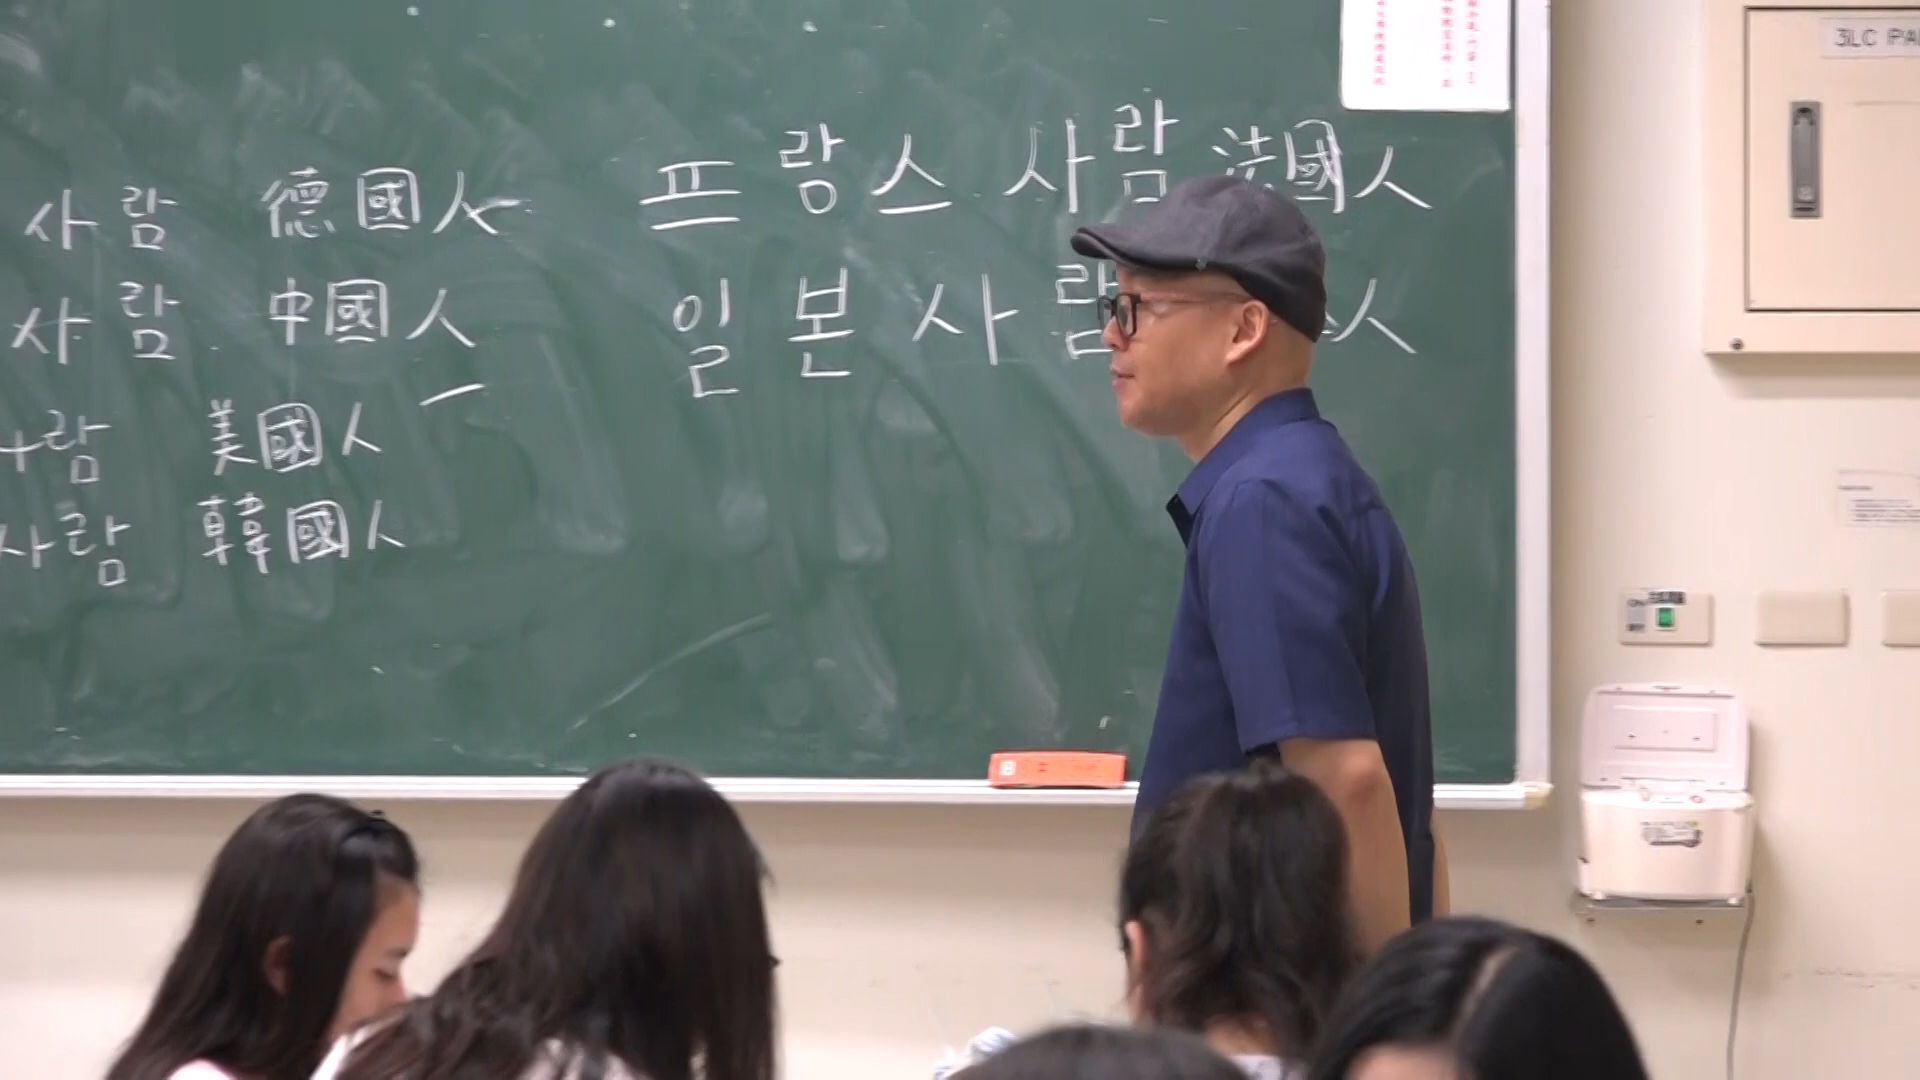 사람 德國人 프랑스 사람 法國人
사람 中國人 일본 사람 人
람 美國人
사람 韓國人
3LC PA